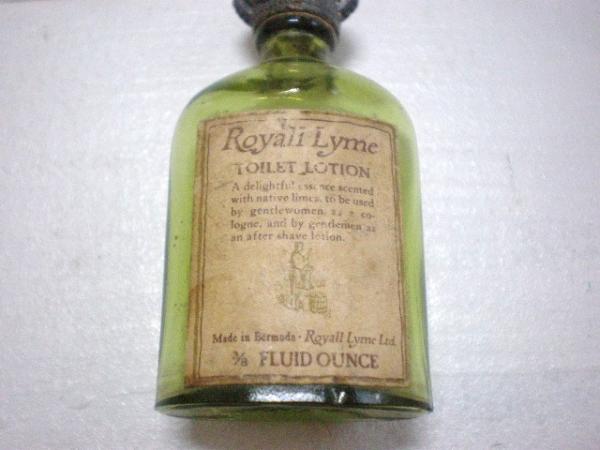 Royall Lyme
TOILET LOTION
A delightful essence scented
with native limes, to be used
by gentlewomen as a co-
logne, and by gentlemen as
an after shave lotion.
Made in Bermuda · Royall Lyme Ltd.
⅜ FLUID OUNCE